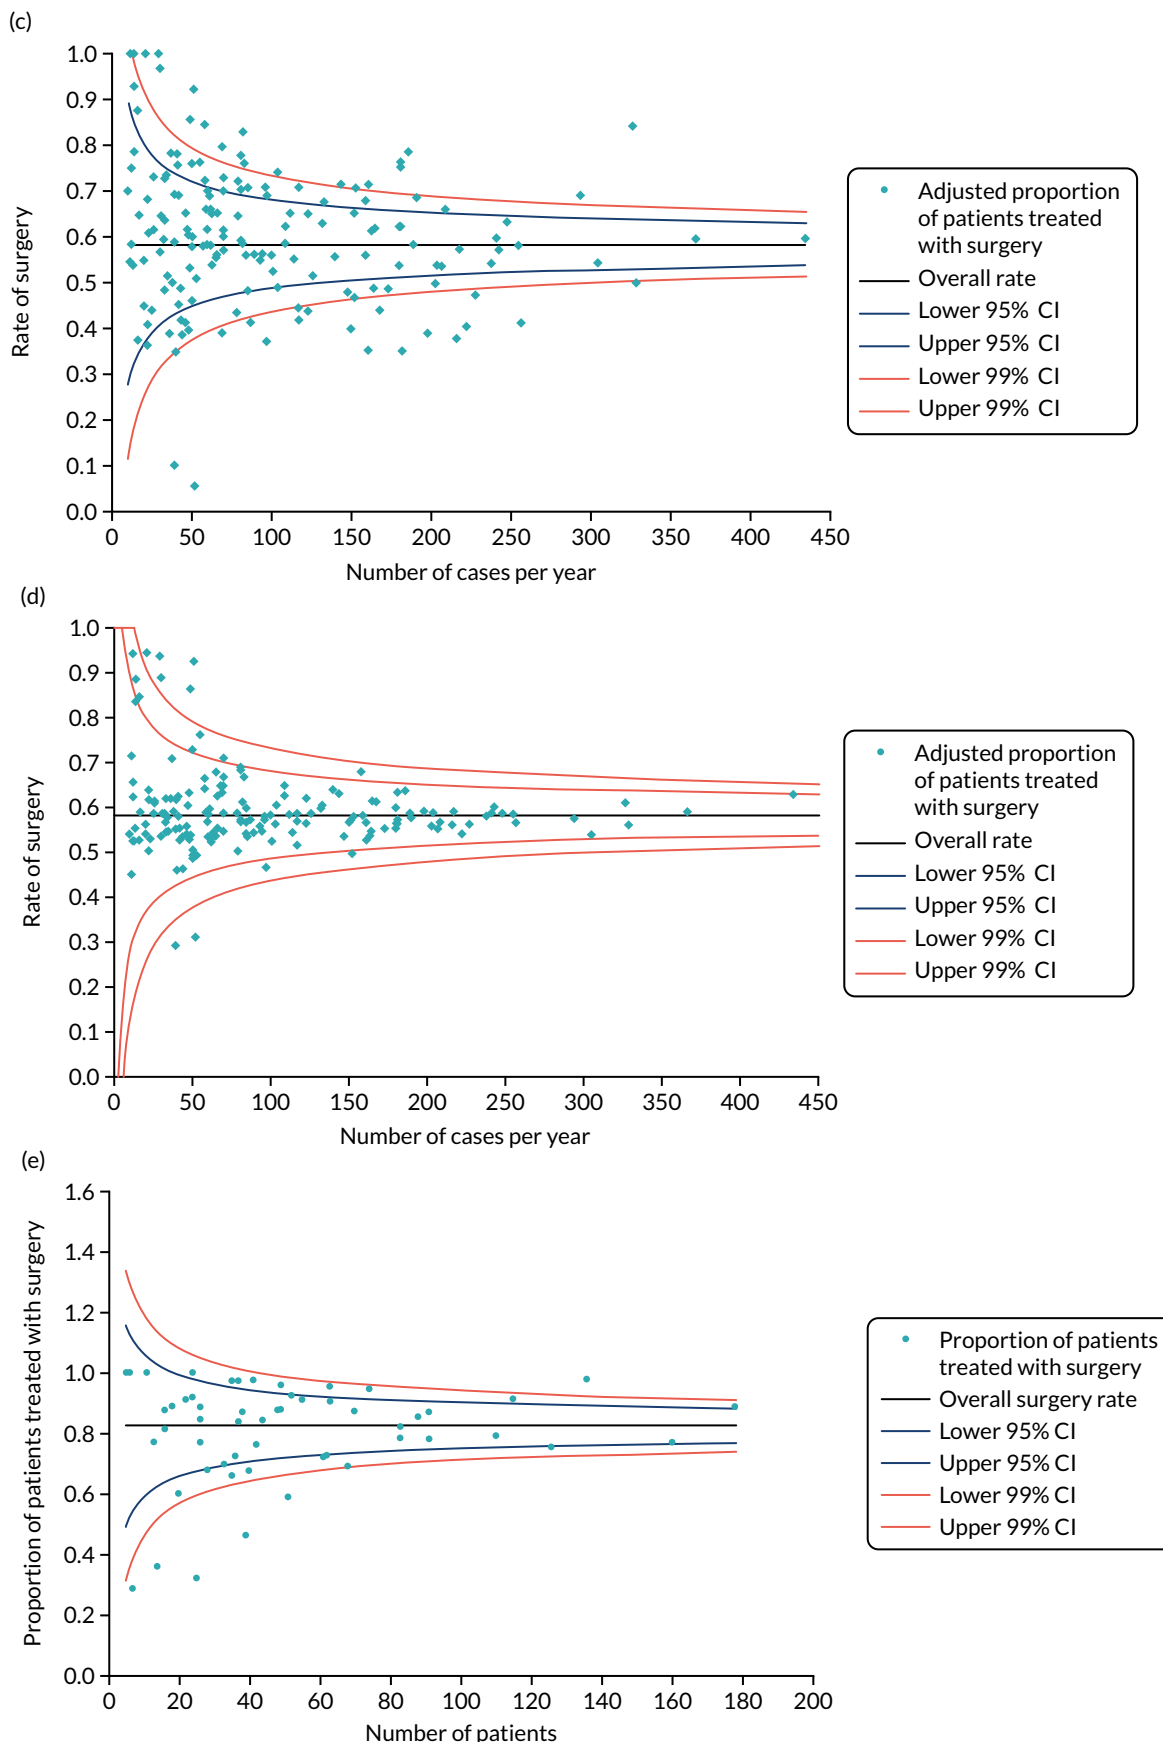 (c)
1.0
0.9
0.8
0.7
0.6
0.5
0.4
0.3
0.2
0.1
0.0
Rate of surgery
0 50 100 150 200 250 300 350 400 450
Number of cases per year
Adjusted proportion
of patients treated
with surgery
Overall rate
Lower 95% CI
Upper 95% CI
Lower 99% CI
Upper 99% CI
(d)
1.0
0.9
0.8
0.7
0.6
0.5
0.4
0.3
0.2
0.1
0.0
Rate of surgery
0 50 100 150 200 250 300 350 400 450
Number of cases per year
Adjusted proportion
of patients treated
with surgery
Overall rate
Lower 95% CI
Upper 95% CI
Lower 99% CI
Upper 99% CI
(e)
1.6
1.4
1.2
1.0
0.8
0.6
0.4
0.2
0.0
Proportion of patients treated with surgery
0 20 40 60 80 100 120 140 160 180 200
Number of patients
Proportion of patients
treated with surgery
Overall surgery rate
Lower 95% CI
Upper 95% CI
Lower 99% CI
Upper 99% CI